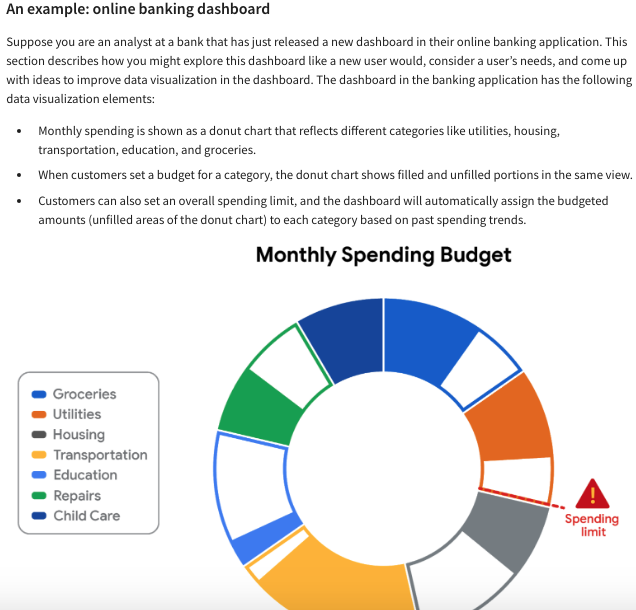 An example: online banking dashboard
Suppose you are an analyst at a bank that has just released a new dashboard in their online banking application. This
section describes how you might explore this dashboard like a new user would, consider a user's needs, and come up
with ideas to improve data visualization in the dashboard. The dashboard in the banking application has the following
data visualization elements:
• Monthly spending is shown as a donut chart that reflects different categories like utilities, housing,
transportation, education, and groceries.
• When customers set a budget for a category, the donut chart shows filled and unfilled portions in the same view.
• Customers can also set an overall spending limit, and the dashboard will automatically assign the budgeted
amounts (unfilled areas of the donut chart) to each category based on past spending trends.
Monthly Spending Budget
Groceries
Utilities
Housing
Transportation
Education
Repairs
Child Care
!
Spending
limit